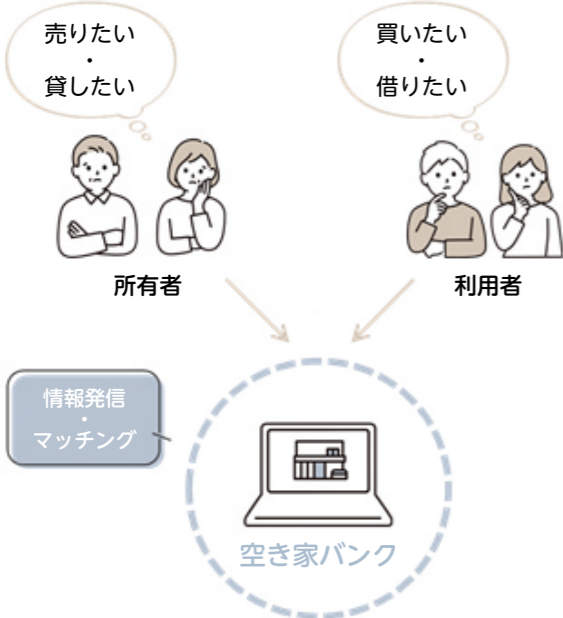 売りたい
・
貸したい
買いたい
・
借りたい
所有者
利用者
情報発信
・
マッチング
空き家バンク